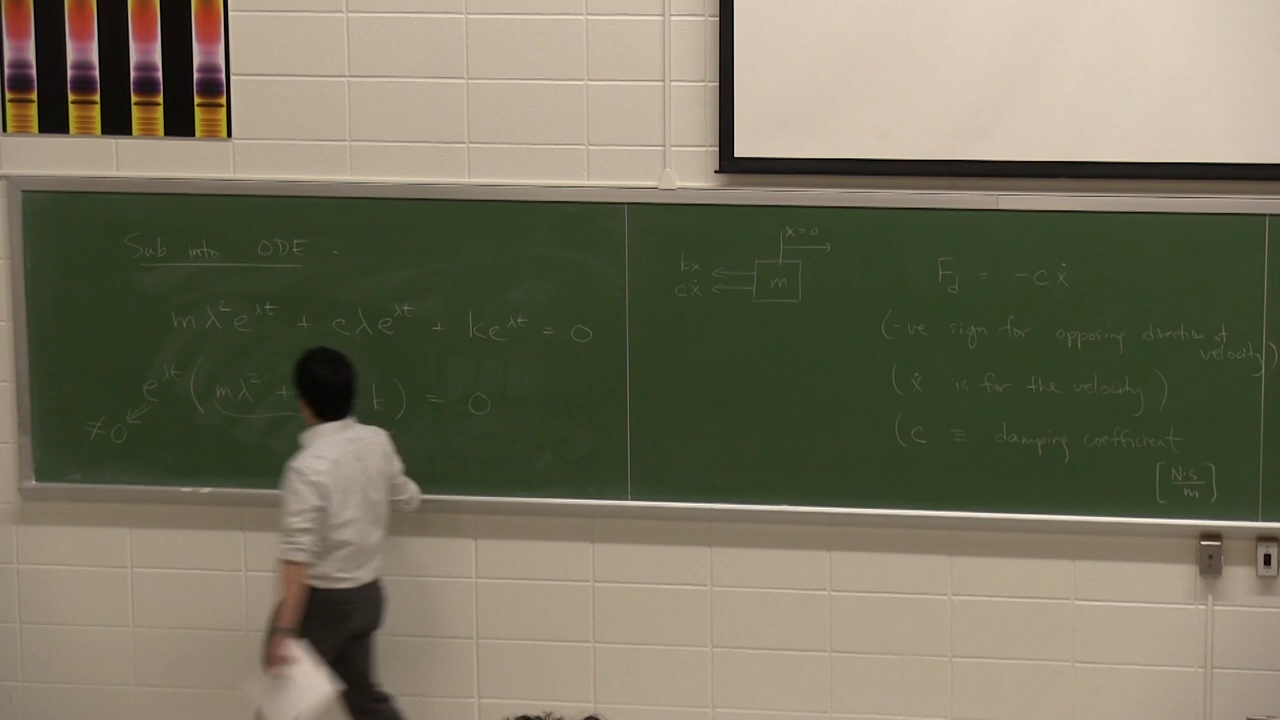 Sub into ODE :
mλ²e^λt + cλe^λt + ke^λt = 0
e^λt (mλ² + k) = 0
≠0
x=0
kx
cẋ
m
F_d = -cẋ
(-ve sign for opposing direction of velocity)
(ẋ is for the velocity)
(c ≡ damping coefficient
[N·s/m]